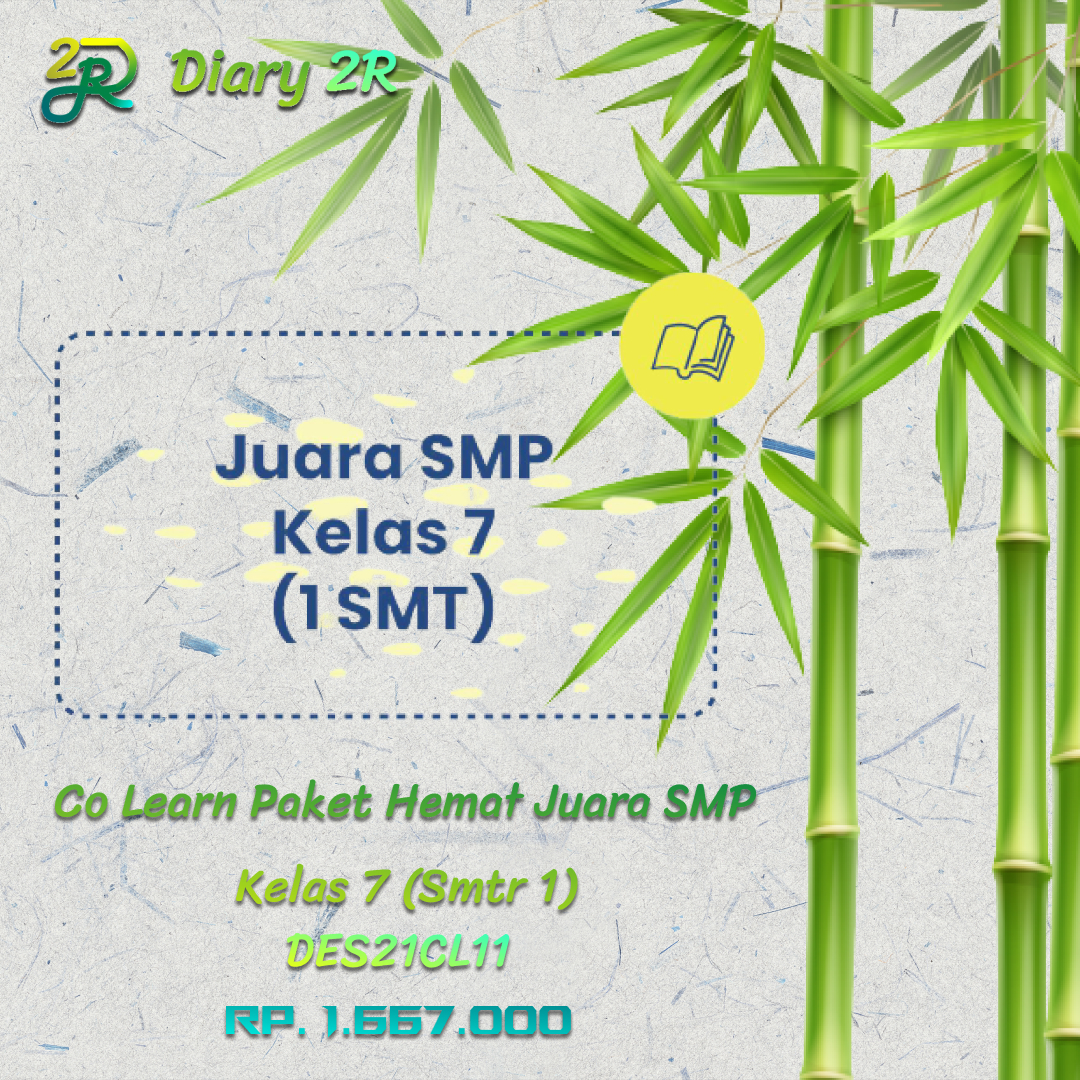 2R Diary 2R
Juara SMP
Kelas 7
(1 SMT)
Co Learn Paket Hemat Juara SMP
Kelas 7 (Smtr 1)
DES21CL11
RP. 1.667.000